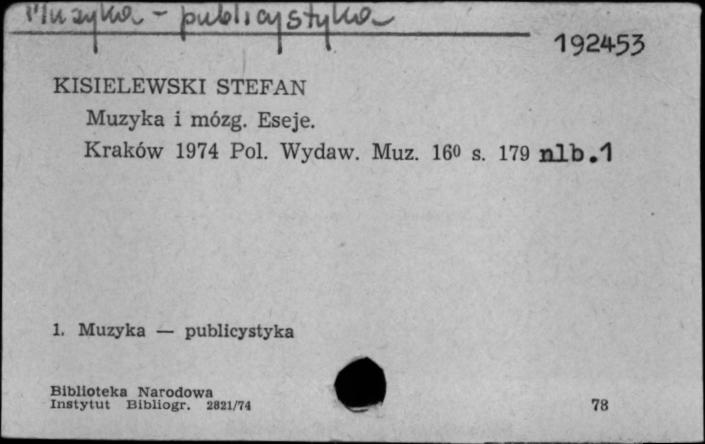 Muzyka - publicystyka
192453
KISIELEWSKI STEFAN
Muzyka i mózg. Eseje.
Kraków 1974 Pol. Wydaw. Muz. 16⁰ s. 179 nlb.1
1. Muzyka — publicystyka
Biblioteka Narodowa
Instytut Bibliogr. 2821/74
78